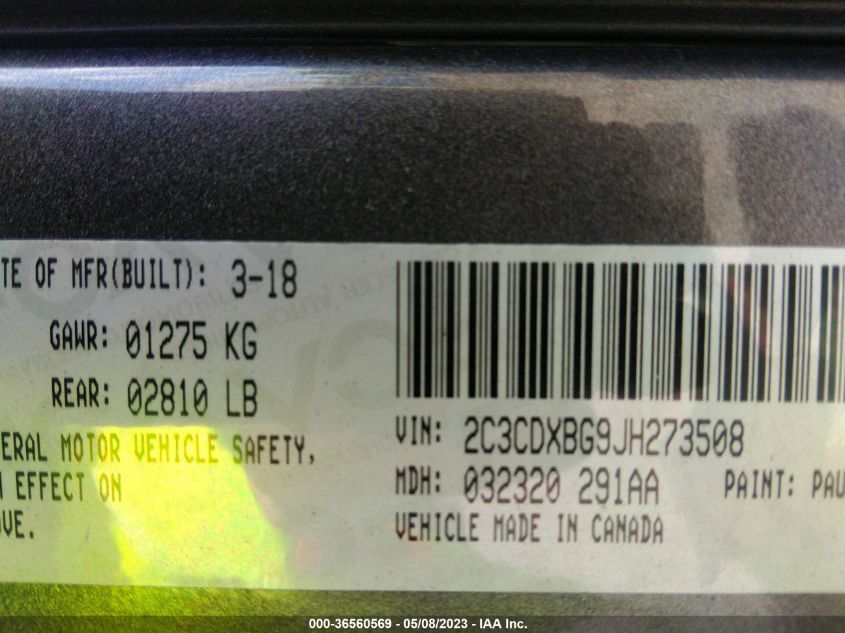 TE OF MFR(BUILT): 3-18
GAWR: 01275 KG
REAR: 02810 LB
ERAL MOTOR VEHICLE SAFETY,
EFFECT ON
VE.
VIN: 2C3CDXBG9JH273508
MDH: 032320 291AA PAINT: PAU
VEHICLE MADE IN CANADA
000-36560569 - 05/08/2023 - IAA Inc.